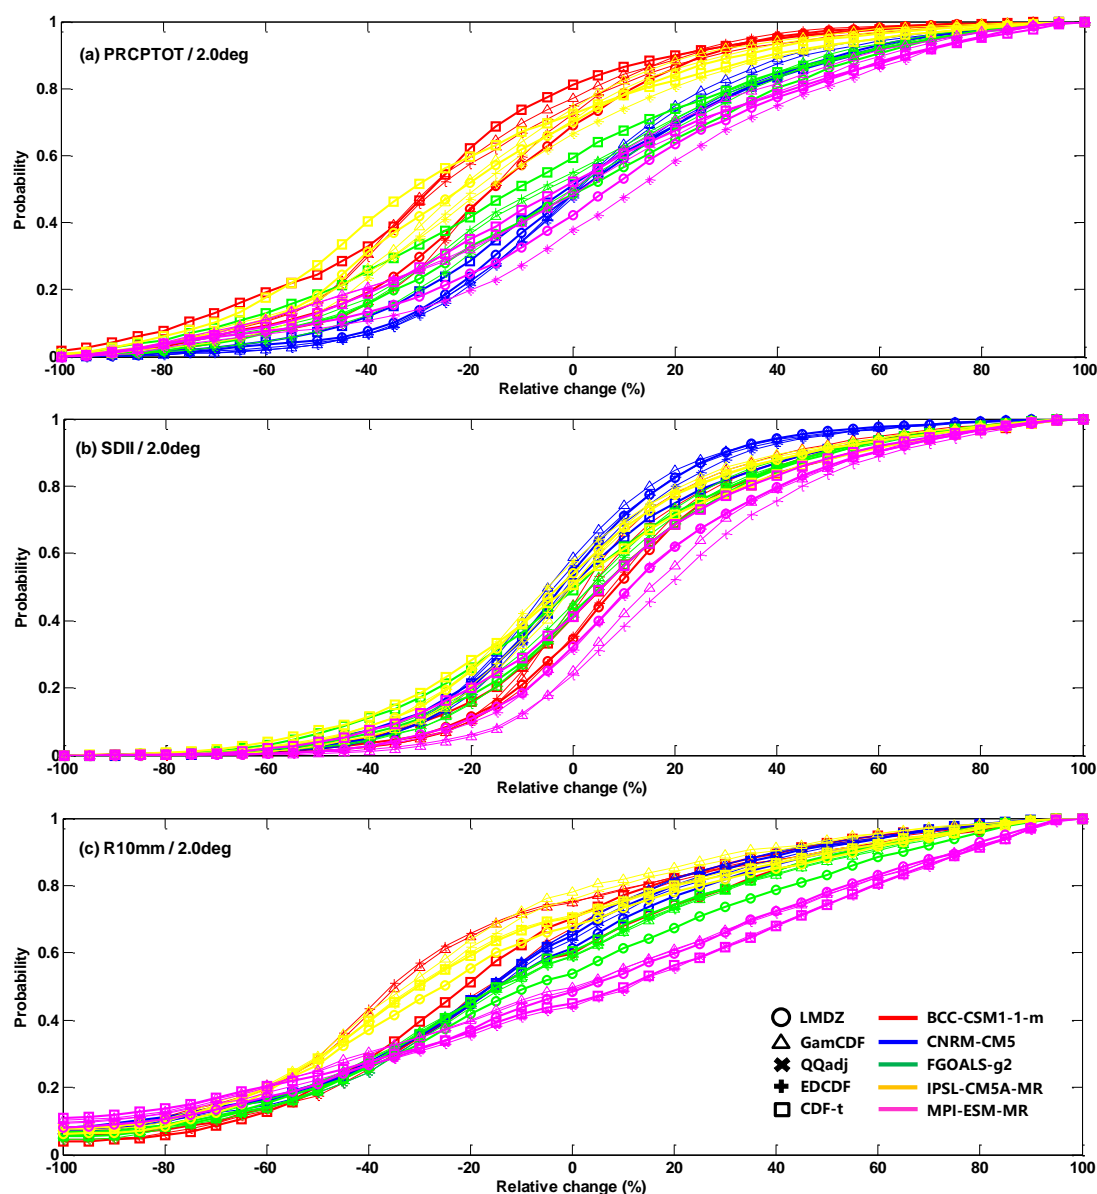 (a) PRCPTOT / 2.0deg
Probability
1
0.8
0.6
0.4
0.2
0
-100 -80 -60 -40 -20 0 20 40 60 80 100
Relative change (%)
(b) SDII / 2.0deg
Probability
1
0.8
0.6
0.4
0.2
0
-100 -80 -60 -40 -20 0 20 40 60 80 100
Relative change (%)
(c) R10mm / 2.0deg
Probability
1
0.8
0.6
0.4
0.2
0
LMDZ BCC-CSM1-1-m
GamCDF CNRM-CM5
QQadj FGOALS-g2
EDCDF IPSL-CM5A-MR
CDF-t MPI-ESM-MR
-100 -80 -60 -40 -20 0 20 40 60 80 100
Relative change (%)